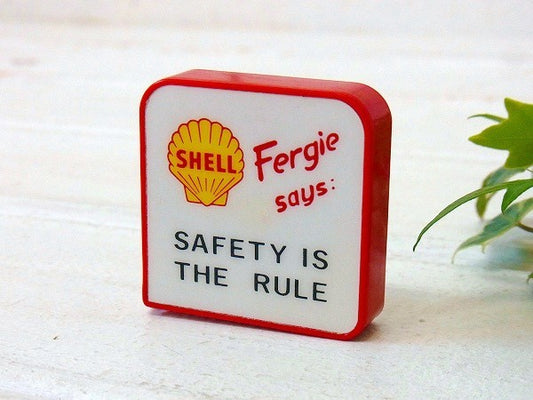 SHELL
Fergie
says:
SAFETY IS
THE RULE